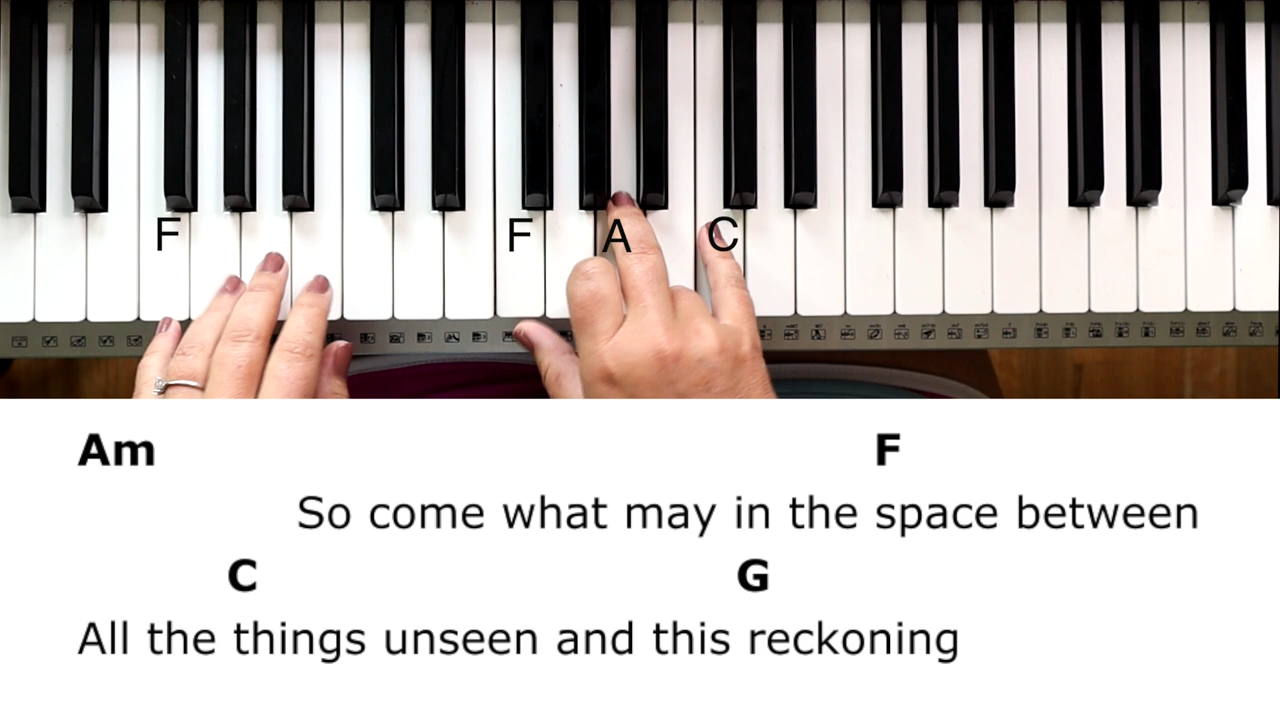 F F A C
Am F
So come what may in the space between
C G
All the things unseen and this reckoning